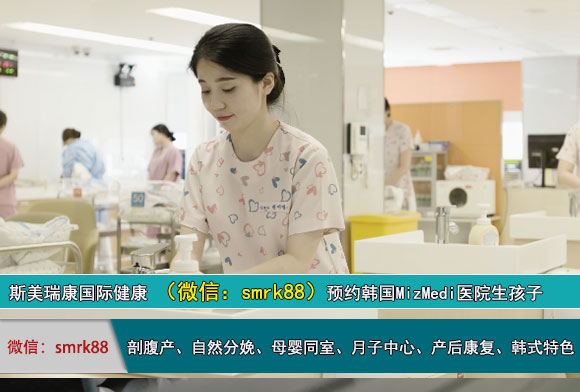 50
斯美瑞康国际健康 （微信：smrk88）预约韩国MizMedi医院生孩子
微信：smrk88 剖腹产、自然分娩、母婴同室、月子中心、产后康复、韩式特色